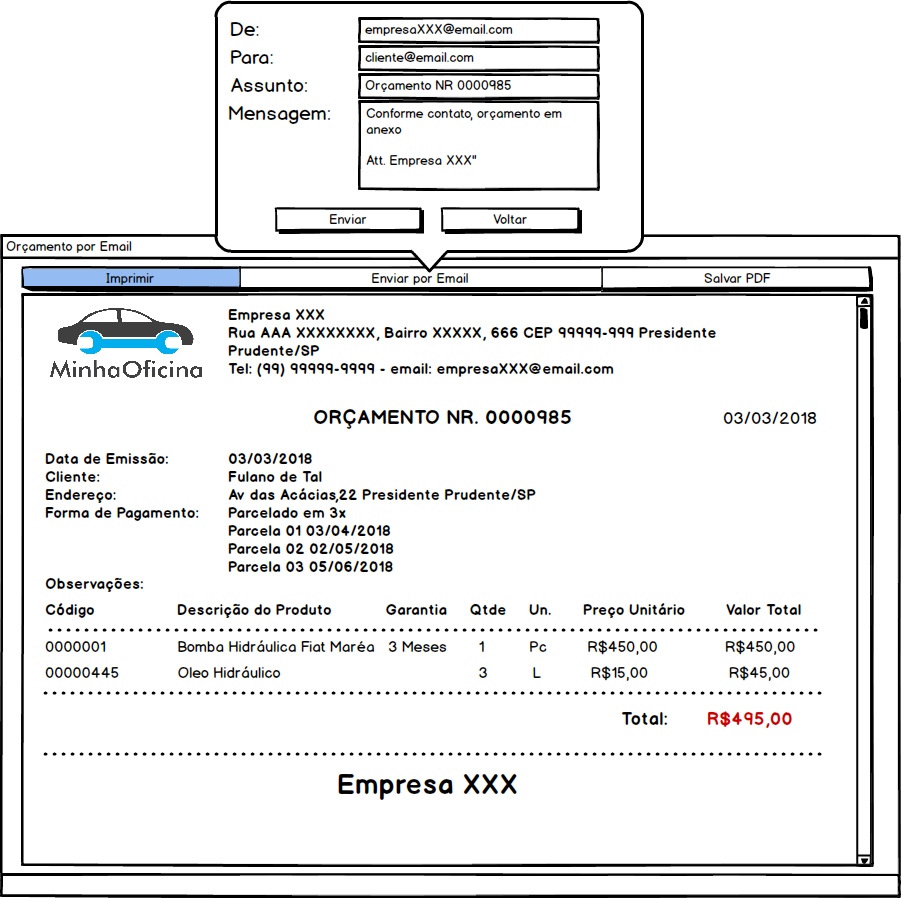 De: empresaXXX@email.com
Para: cliente@email.com
Assunto: Orçamento NR 0000985
Mensagem: Conforme contato, orçamento em
anexo
Att. Empresa XXX"
Enviar Voltar
Orçamento por Email
Imprimir Enviar por Email Salvar PDF
MinhaOficina
Empresa XXX
Rua AAA XXXXXXXX, Bairro XXXXX, 666 CEP 99999-999 Presidente
Prudente/SP
Tel: (99) 99999-9999 - email: empresaXXX@email.com
ORÇAMENTO NR. 0000985 03/03/2018
Data de Emissão: 03/03/2018
Cliente: Fulano de Tal
Endereço: Av das Acácias,22 Presidente Prudente/SP
Forma de Pagamento: Parcelado em 3x
Parcela 01 03/04/2018
Parcela 02 02/05/2018
Parcela 03 05/06/2018
Observações:
Código Descrição do Produto Garantia Qtde Un. Preço Unitário Valor Total
0000001 Bomba Hidráulica Fiat Maréa 3 Meses 1 Pc R$450,00 R$450,00
00000445 Oleo Hidráulico 3 L R$15,00 R$45,00
Total: R$495,00
Empresa XXX